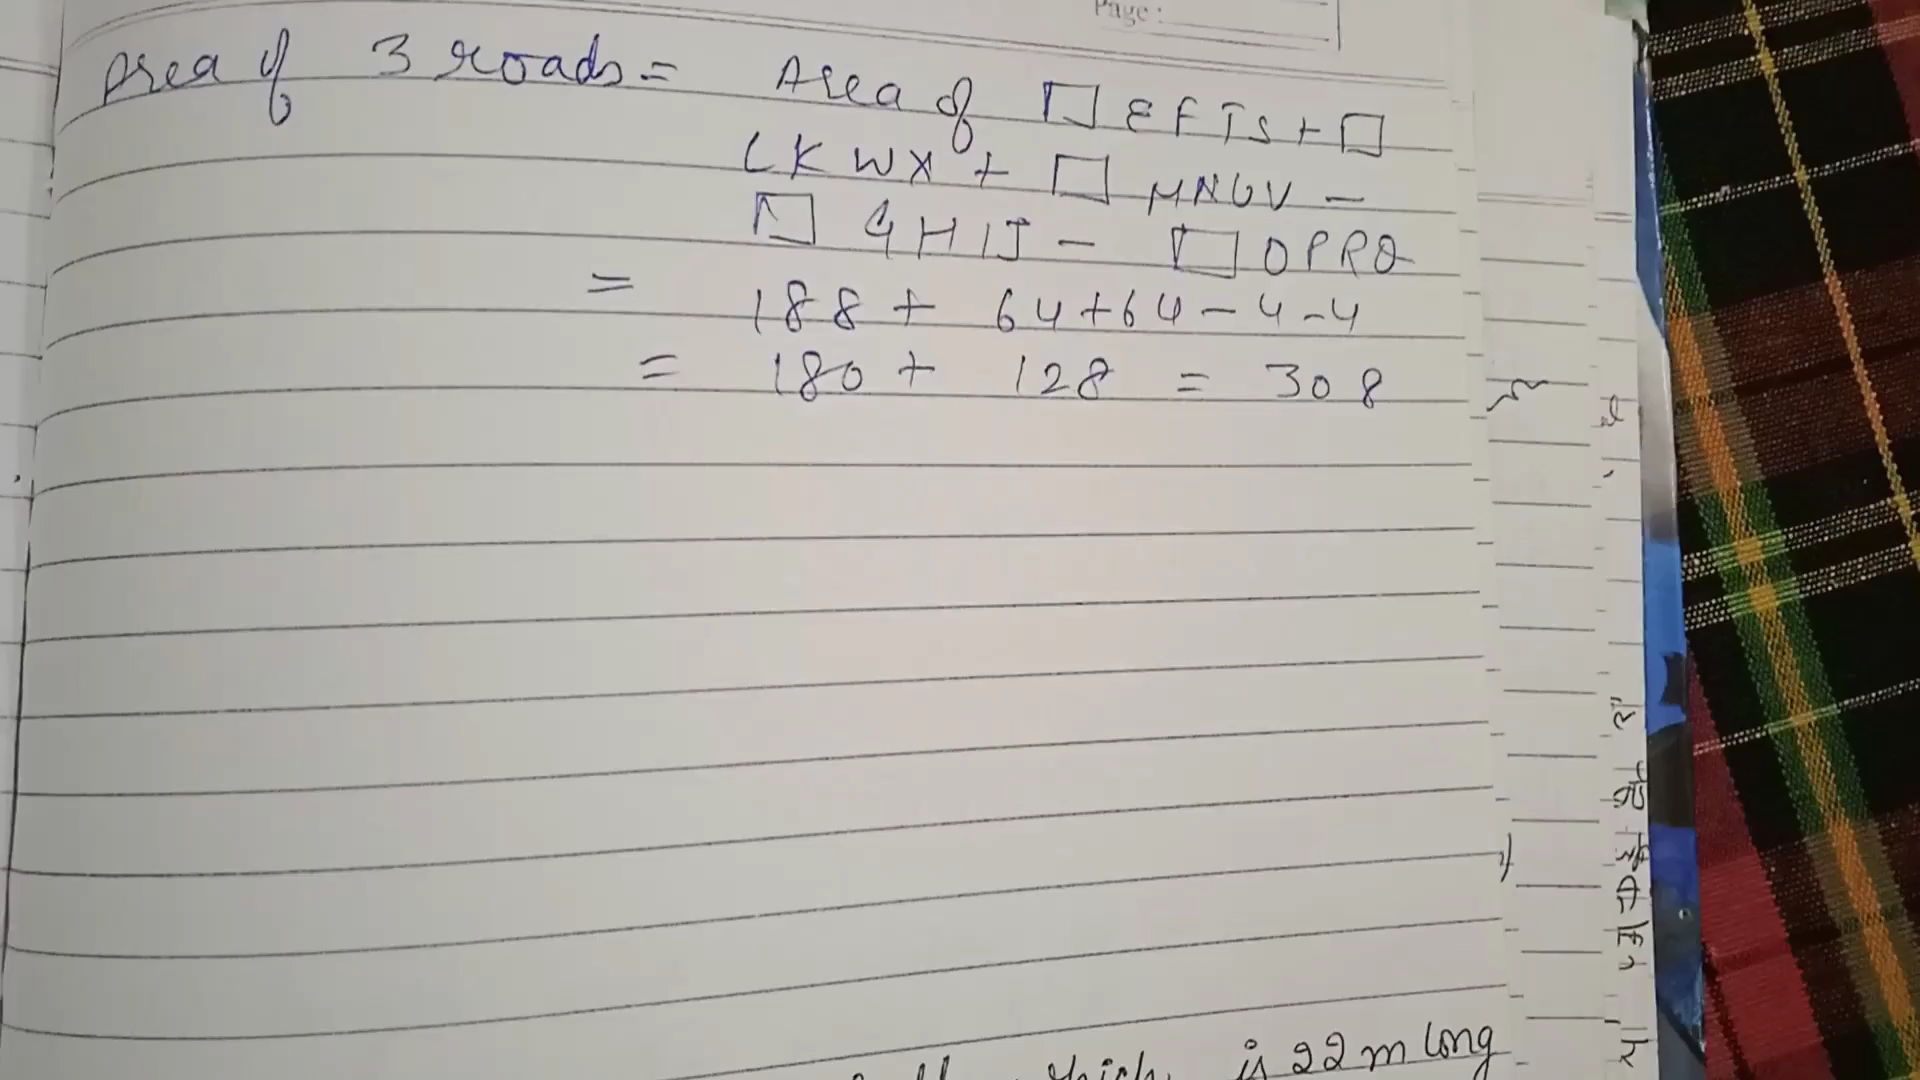 Page :
Area of 3 roads = Area of □ EFTS + □
LKWX + □ MNUV -
□ GHIJ - □ OPRQ
= 188 + 64 + 64 - 4 - 4
= 180 + 128 = 308
is 22 m long